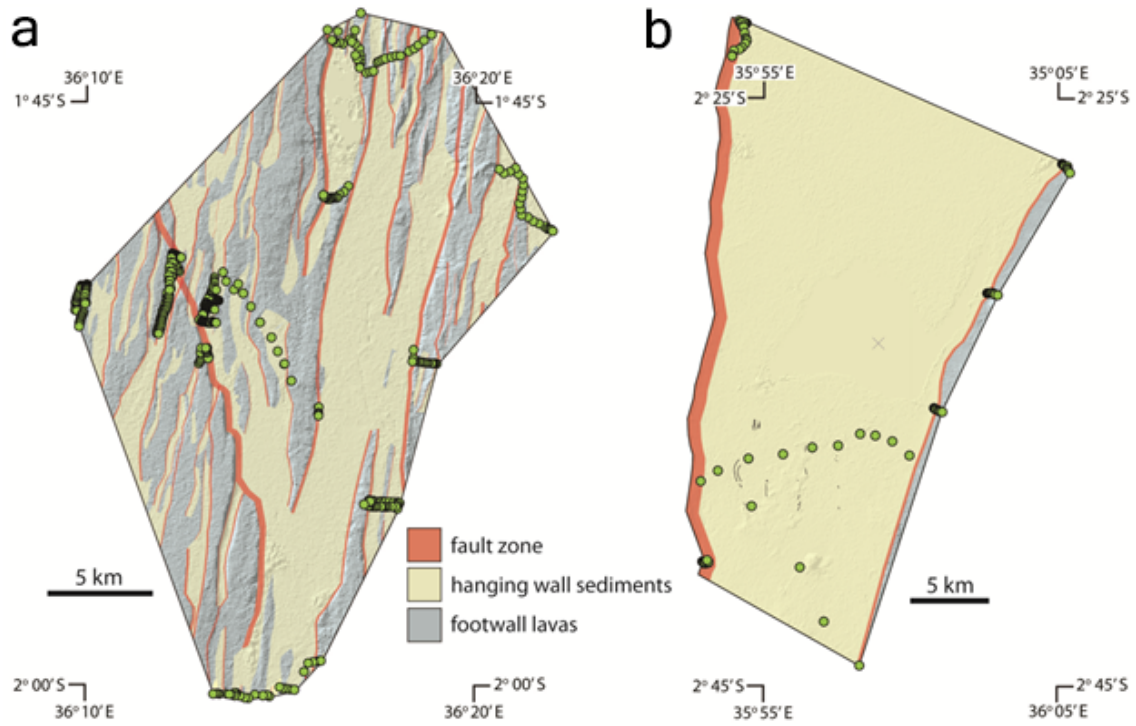 a
36° 10′ E
1° 45′ S
36° 20′ E
1° 45′ S
5 km
2° 00′ S
36° 10′ E
2° 00′ S
36° 20′ E
fault zone
hanging wall sediments
footwall lavas
b
35° 55′ E
2° 25′ S
35° 05′ E
2° 25′ S
5 km
2° 45′ S
35° 55′ E
2° 45′ S
36° 05′ E